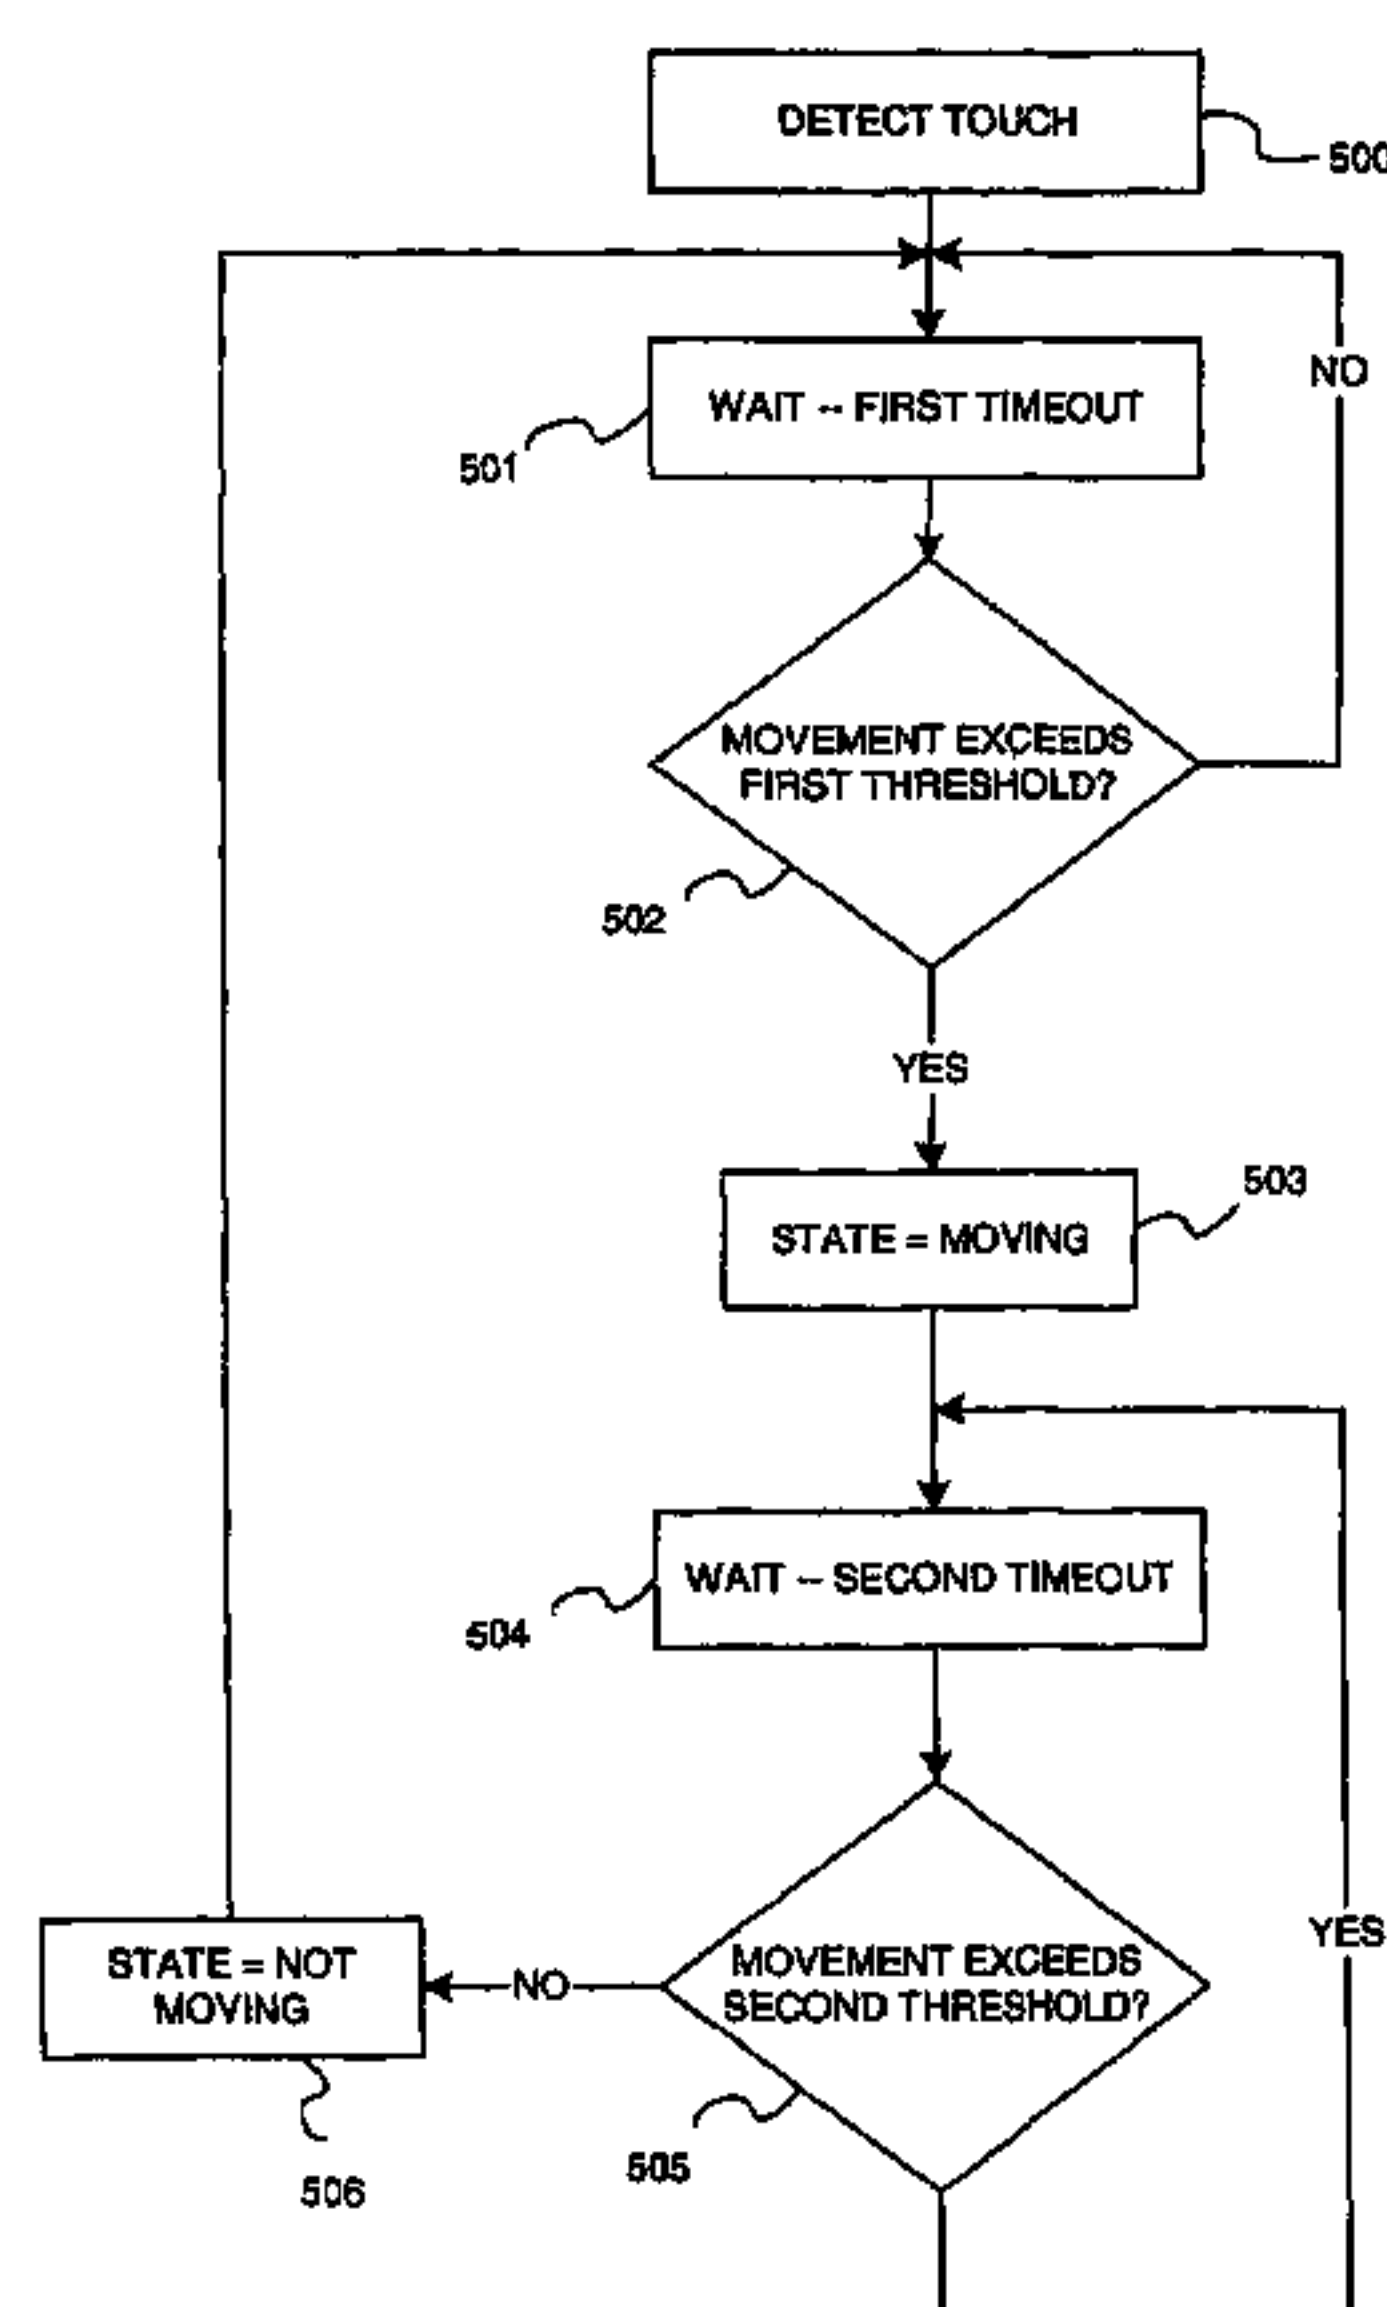 DETECT TOUCH
500
NO
WAIT -- FIRST TIMEOUT
501
MOVEMENT EXCEEDS
FIRST THRESHOLD?
502
YES
503
STATE = MOVING
WAIT -- SECOND TIMEOUT
504
YES
MOVEMENT EXCEEDS
SECOND THRESHOLD?
NO
STATE = NOT
MOVING
505
506